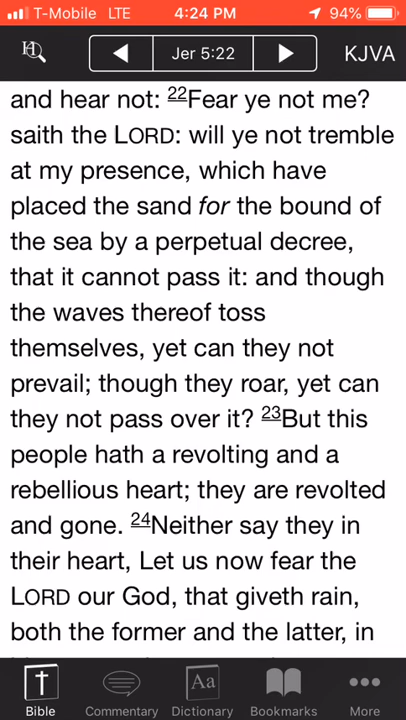 T-Mobile LTE 4:24 PM 94%
Jer 5:22 KJVA
and hear not: 22Fear ye not me?
saith the LORD: will ye not tremble
at my presence, which have
placed the sand for the bound of
the sea by a perpetual decree,
that it cannot pass it: and though
the waves thereof toss
themselves, yet can they not
prevail; though they roar, yet can
they not pass over it? 23But this
people hath a revolting and a
rebellious heart; they are revolted
and gone. 24Neither say they in
their heart, Let us now fear the
LORD our God, that giveth rain,
both the former and the latter, in
Aa
Bible Commentary Dictionary Bookmarks More